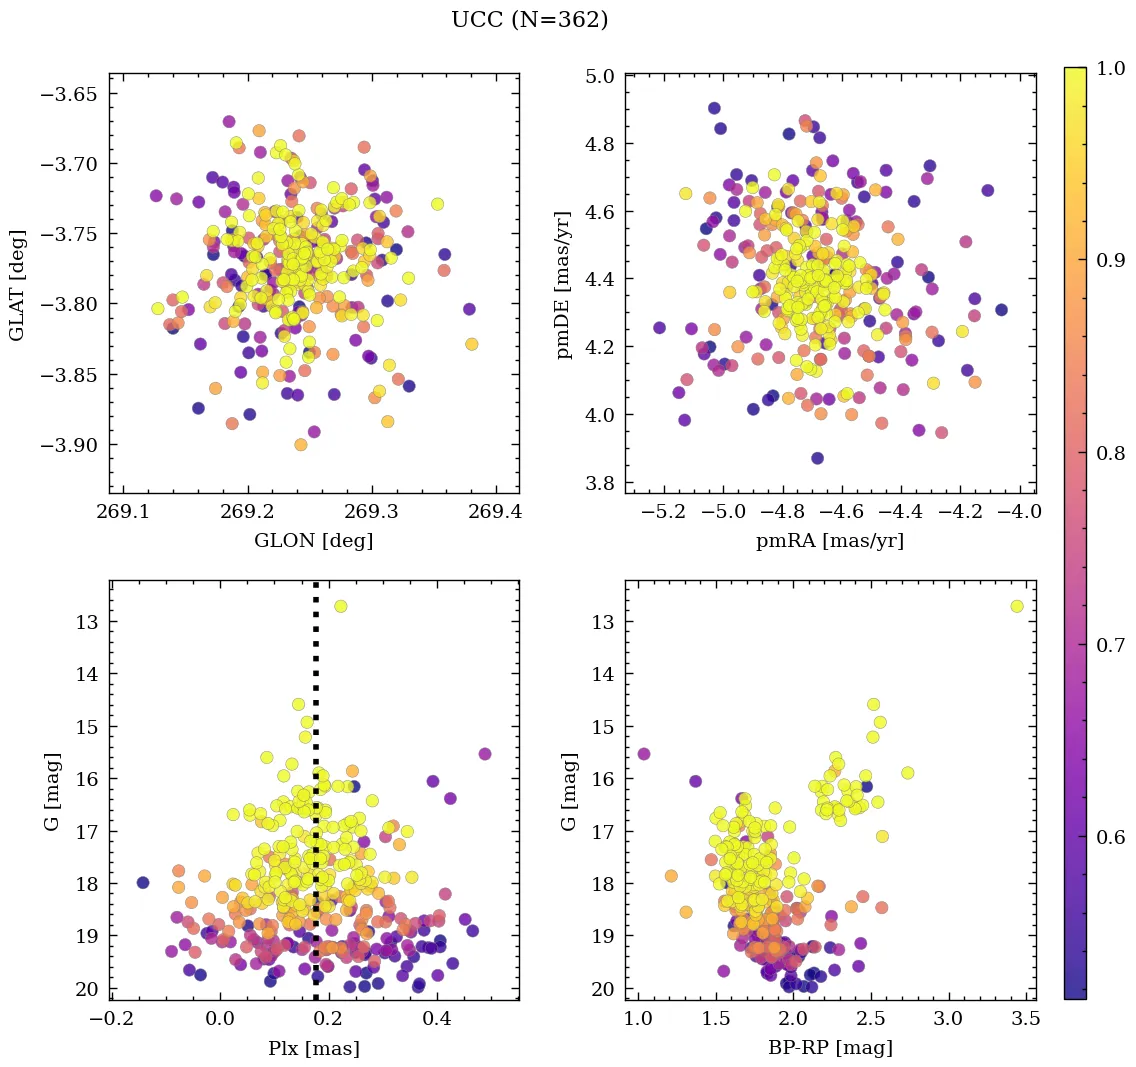 UCC (N=362)
−3.65
−3.70
−3.75
−3.80
−3.85
−3.90
GLAT [deg]
269.1 269.2 269.3 269.4
GLON [deg]
5.0
4.8
4.6
4.4
4.2
4.0
3.8
pmDE [mas/yr]
−5.2 −5.0 −4.8 −4.6 −4.4 −4.2 −4.0
pmRA [mas/yr]
13
14
15
16
17
18
19
20
G [mag]
−0.2 0.0 0.2 0.4
Plx [mas]
13
14
15
16
17
18
19
20
G [mag]
1.0 1.5 2.0 2.5 3.0 3.5
BP-RP [mag]
1.0
0.9
0.8
0.7
0.6